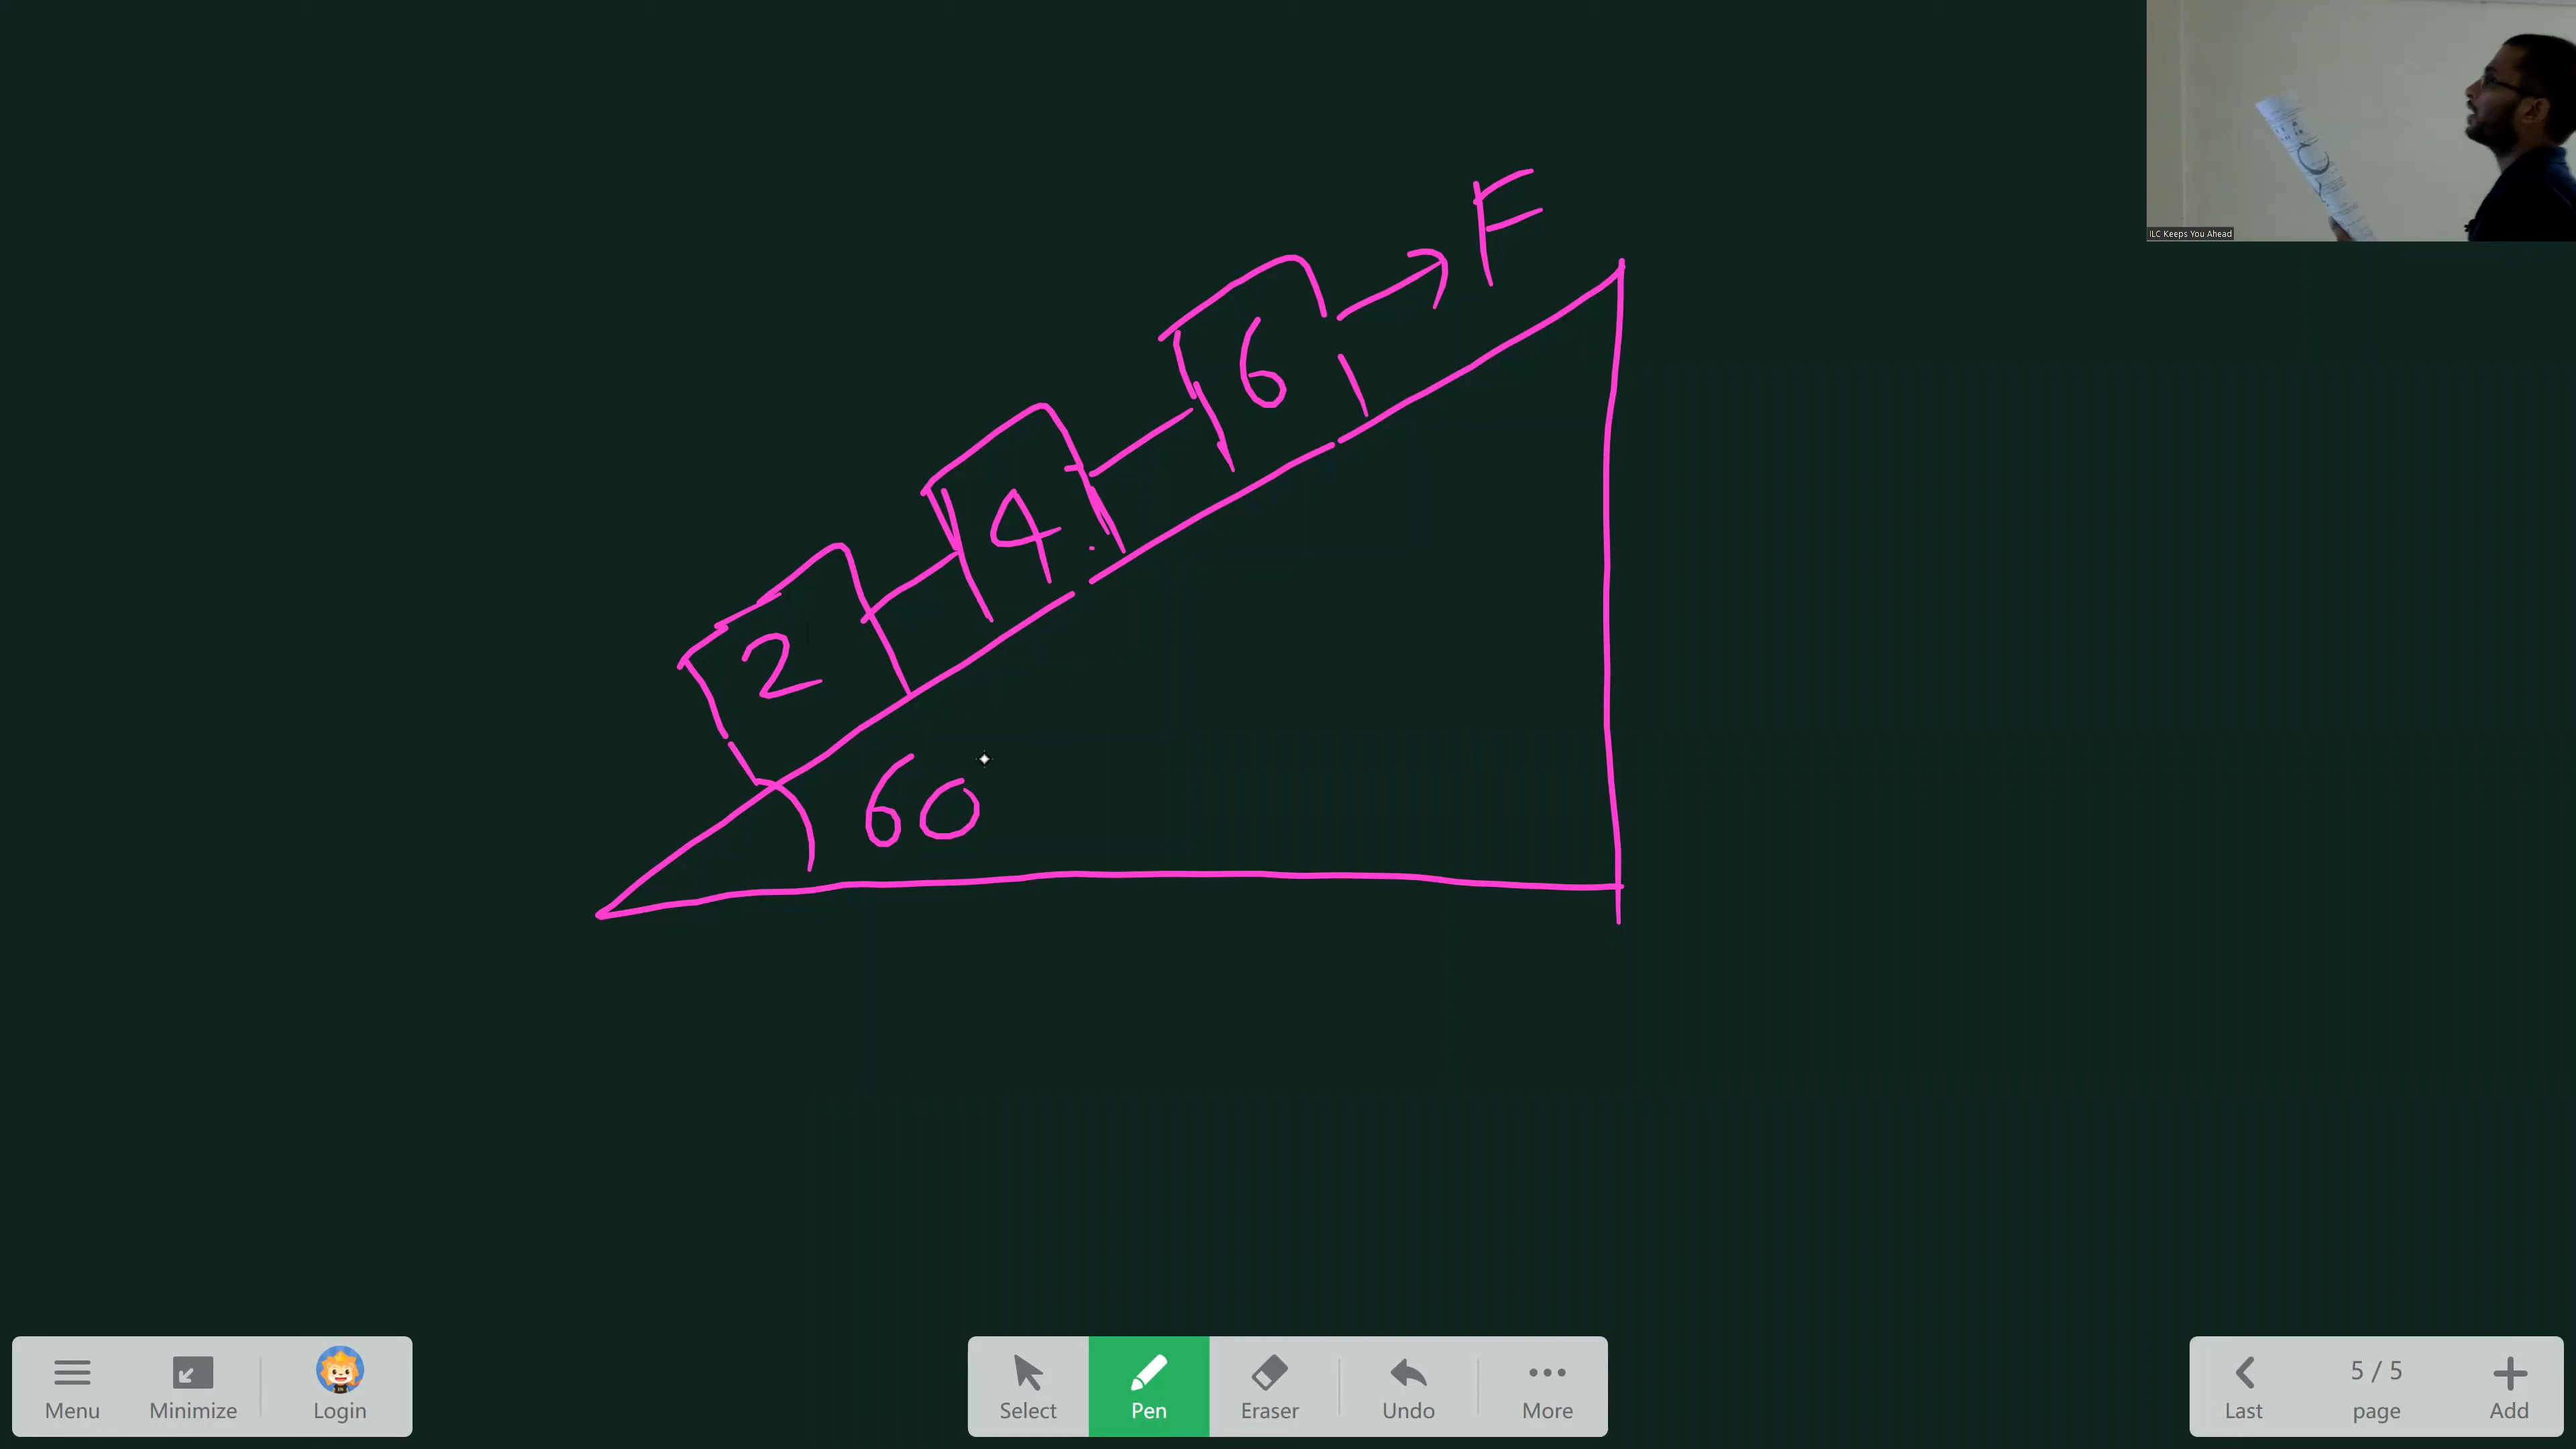 ILC Keeps You Ahead
F
6
4
2
60
Menu
Minimize
Login
Select
Pen
Eraser
Undo
More
Last
5 / 5
page
Add